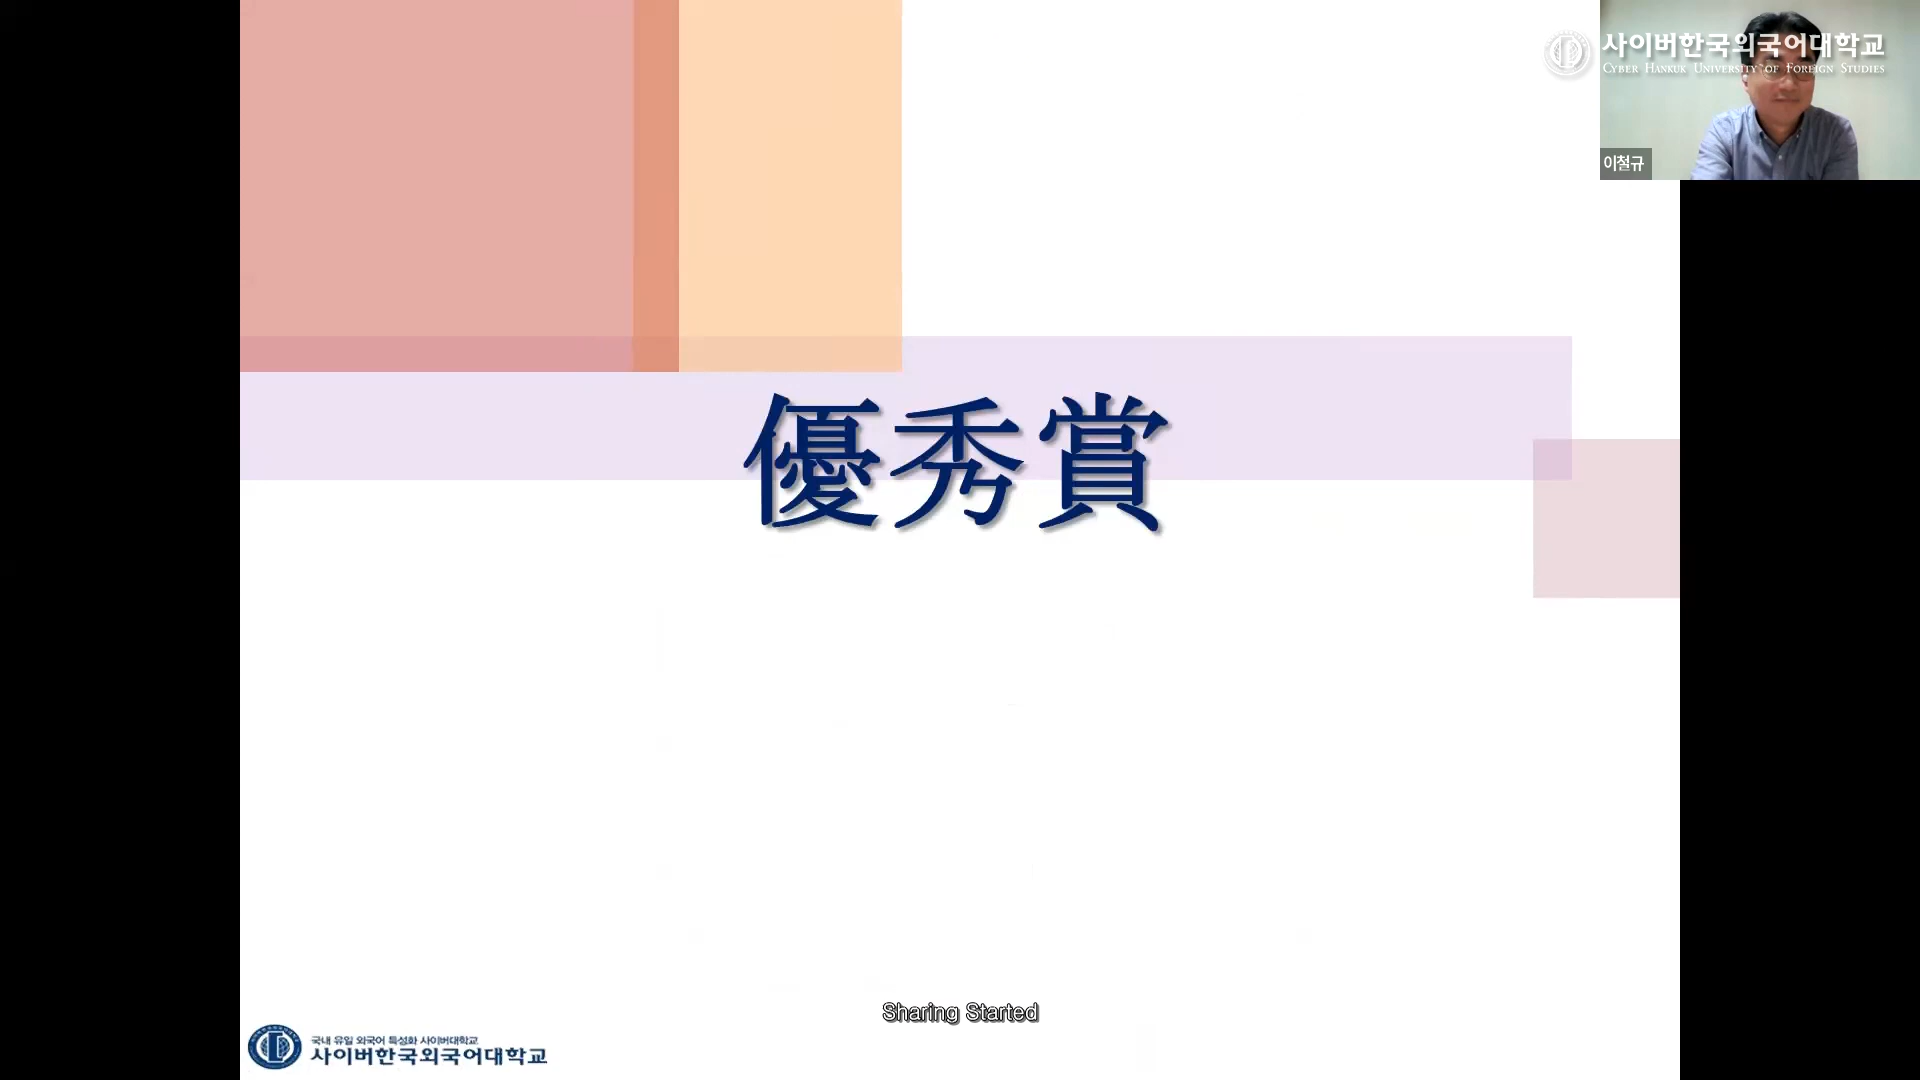 사이버한국외국어대학교
CYBER HANKUK UNIVERSITY OF FOREIGN STUDIES
이철규
優秀賞
Sharing Started
국내 유일 외국어 특성화 사이버대학교
사이버한국외국어대학교